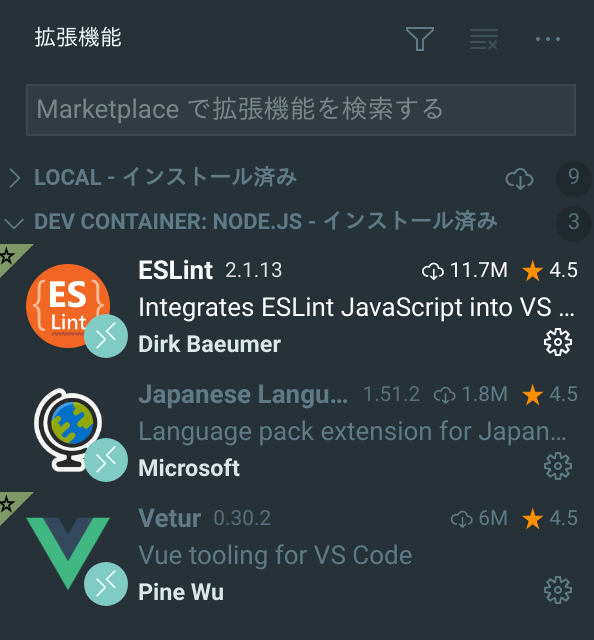 拡張機能
Marketplace で拡張機能を検索する
LOCAL - インストール済み 9
DEV CONTAINER: NODE.JS - インストール済み 3
ES
Lint
ESLint 2.1.13 11.7M 4.5
Integrates ESLint JavaScript into VS ...
Dirk Baeumer
Japanese Langu... 1.51.2 1.8M 4.5
Language pack extension for Japan...
Microsoft
Vetur 0.30.2 6M 4.5
Vue tooling for VS Code
Pine Wu